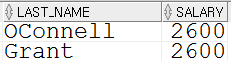 LAST_NAME SALARY
OConnell 2600
Grant 2600